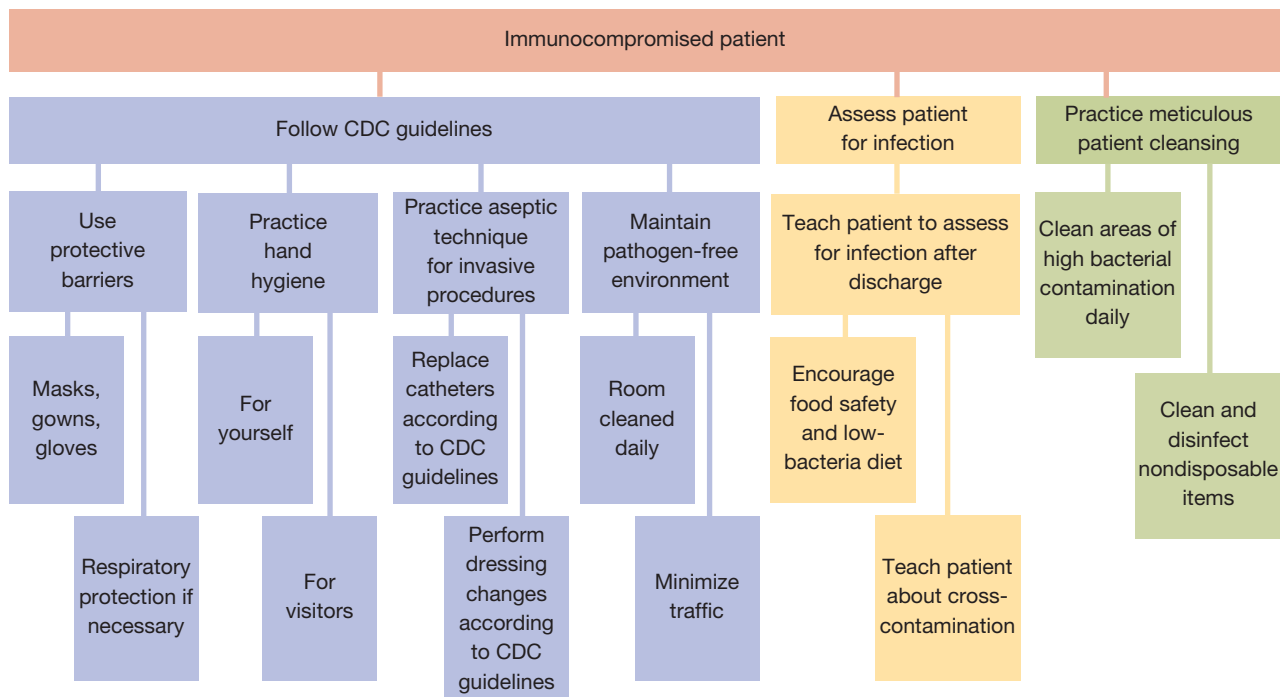 Immunocompromised patient
Follow CDC guidelines
Assess patient
for infection
Practice meticulous
patient cleansing
Use
protective
barriers
Practice
hand
hygiene
Practice aseptic
technique
for invasive
procedures
Maintain
pathogen-free
environment
Teach patient to assess
for infection after
discharge
Clean areas of
high bacterial
contamination
daily
Masks,
gowns,
gloves
For
yourself
Replace
catheters
according
to CDC
guidelines
Room
cleaned
daily
Encourage
food safety
and low-
bacteria diet
Clean and
disinfect
nondisposable
items
Respiratory
protection if
necessary
For
visitors
Perform
dressing
changes
according
to CDC
guidelines
Minimize
traffic
Teach patient
about cross-
contamination